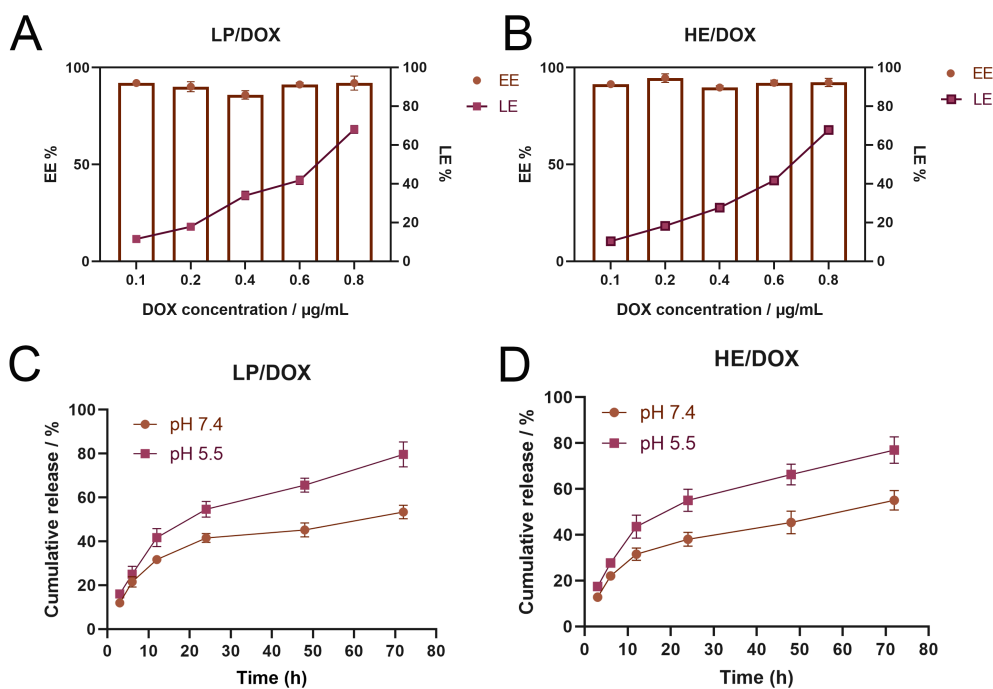 A
LP/DOX
100
50
0
EE %
100
80
60
40
20
0
LE %
0.1 0.2 0.4 0.6 0.8
DOX concentration / μg/mL
EE
LE
B
HE/DOX
100
50
0
EE %
100
80
60
40
20
0
LE %
0.1 0.2 0.4 0.6 0.8
DOX concentration / μg/mL
EE
LE
C
LP/DOX
pH 7.4
pH 5.5
100
80
60
40
20
0
Cumulative release / %
0 10 20 30 40 50 60 70 80
Time (h)
D
HE/DOX
pH 7.4
pH 5.5
100
80
60
40
20
0
Cumulative release / %
0 10 20 30 40 50 60 70 80
Time (h)